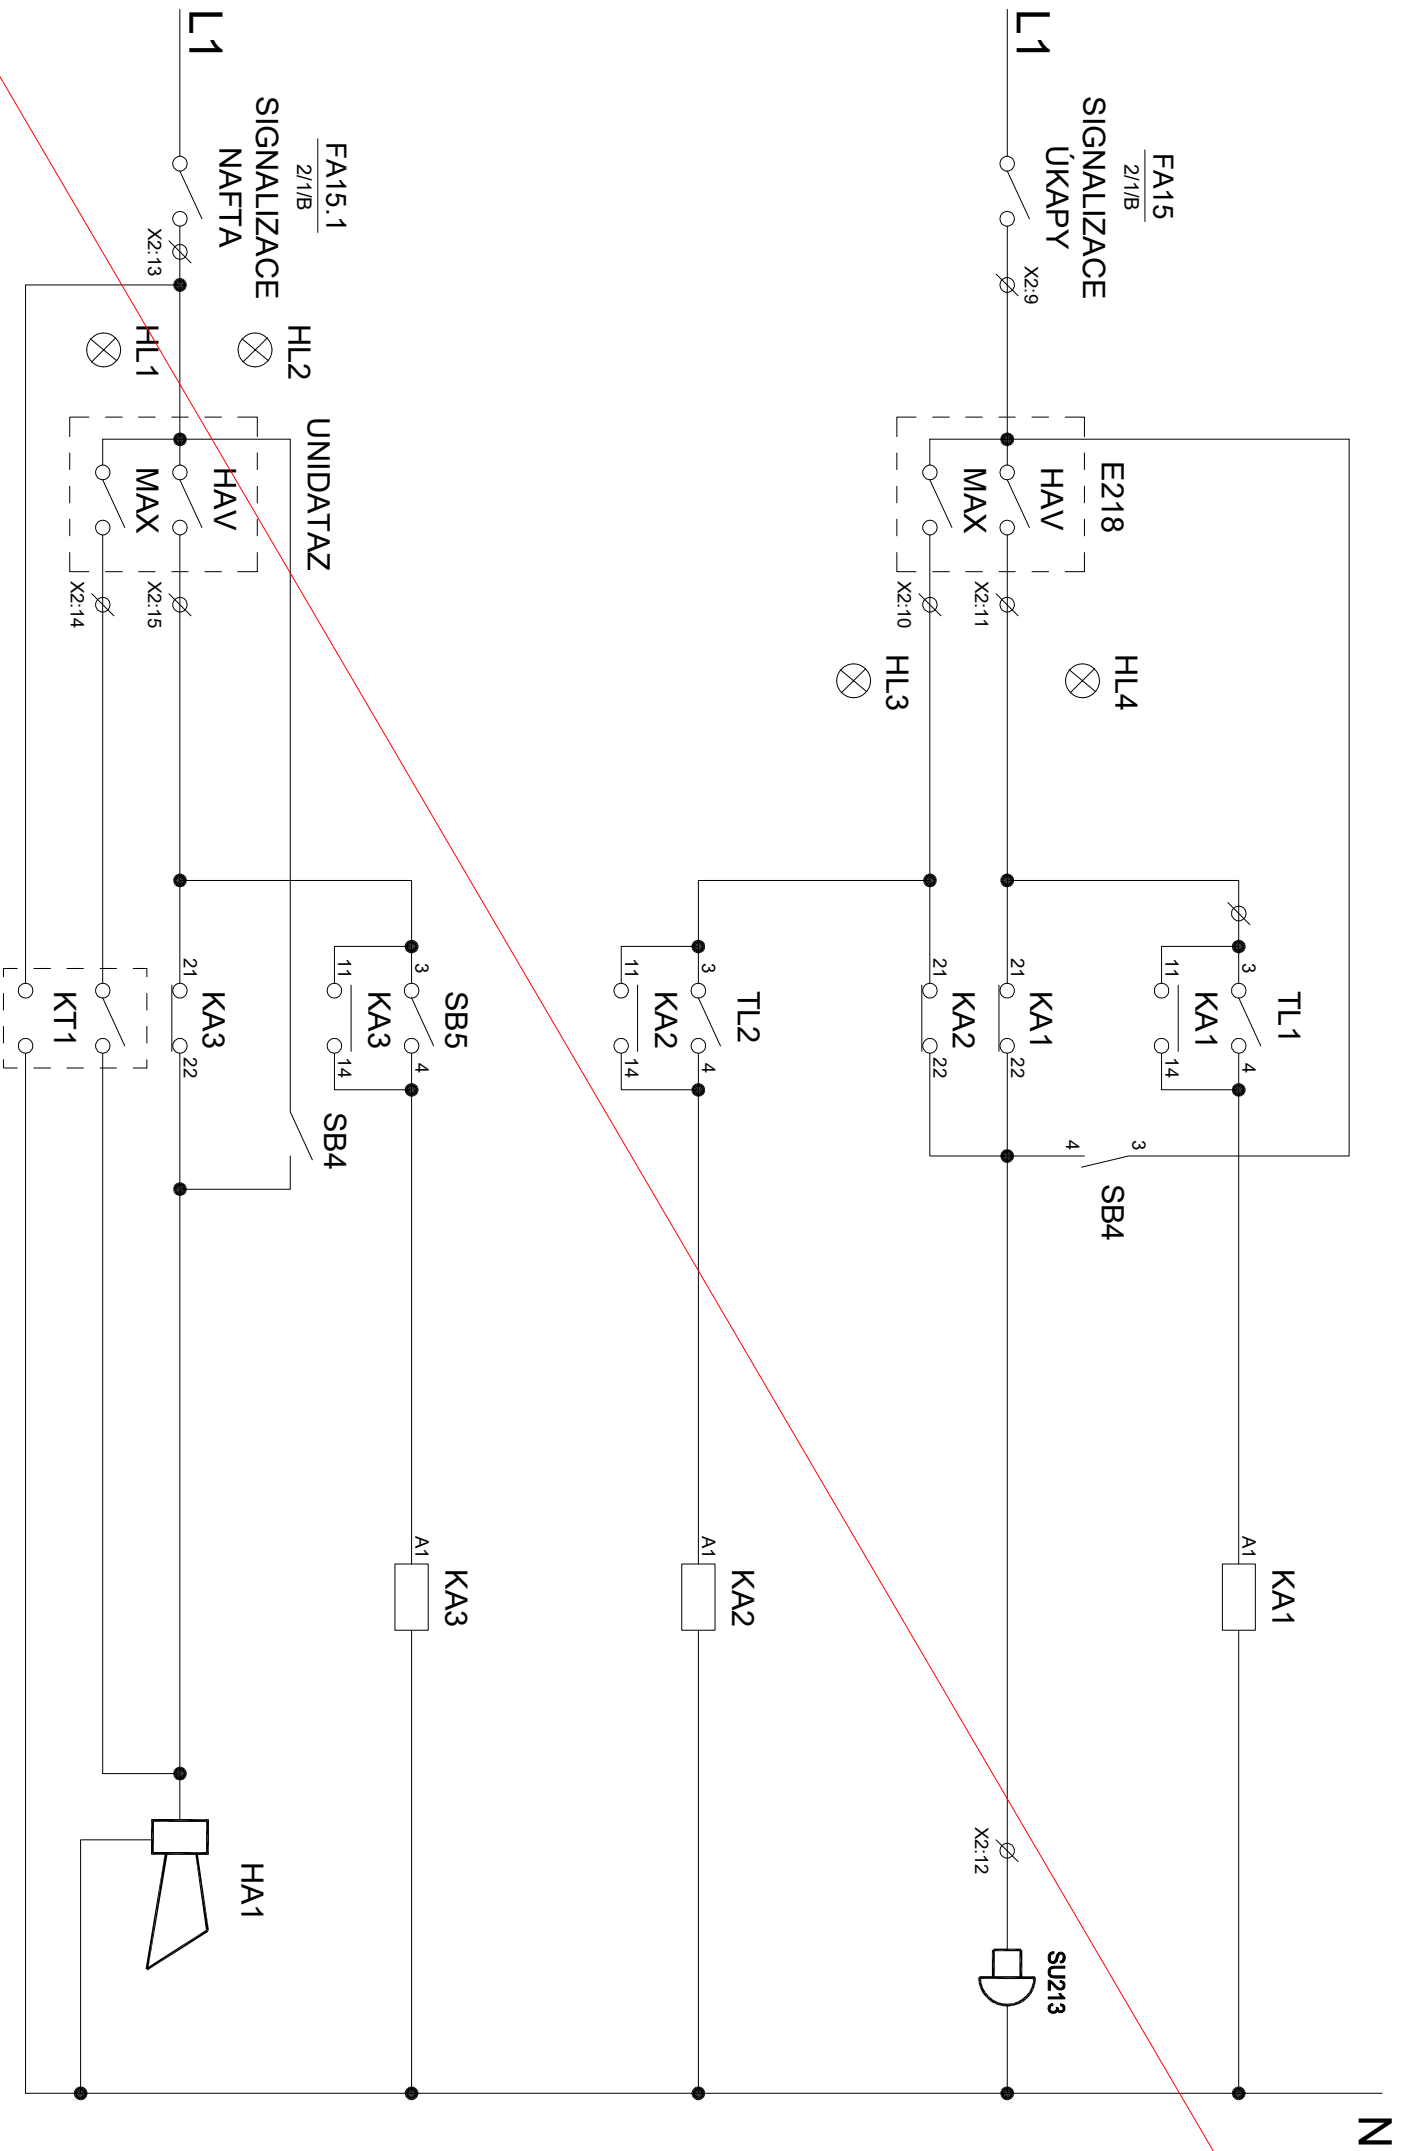 L1
FA15
2/1/B
SIGNALIZACE
ÚKAPY
X2:9
E218
HAV
MAX
X2:11
X2:10
HL4
HL3
TL1
3
4
KA1
11
14
21
KA1
22
21
KA2
22
3
4
SB4
TL2
3
4
KA2
11
14
A1
KA1
A1
KA2
X2:12
SU213
N
L1
FA15.1
2/1/B
SIGNALIZACE
NAFTA
X2:13
HL2
HL1
UNIDATAZ
HAV
MAX
X2:15
X2:14
SB5
3
4
KA3
11
14
21
KA3
22
KT1
SB4
A1
KA3
HA1